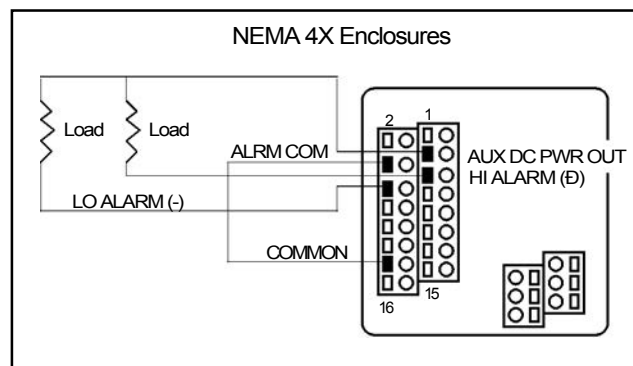 NEMA 4X Enclosures
2
1
Load
Load
ALRM COM
AUX DC PWR OUT
HI ALARM (Đ)
LO ALARM (-)
COMMON
16
15